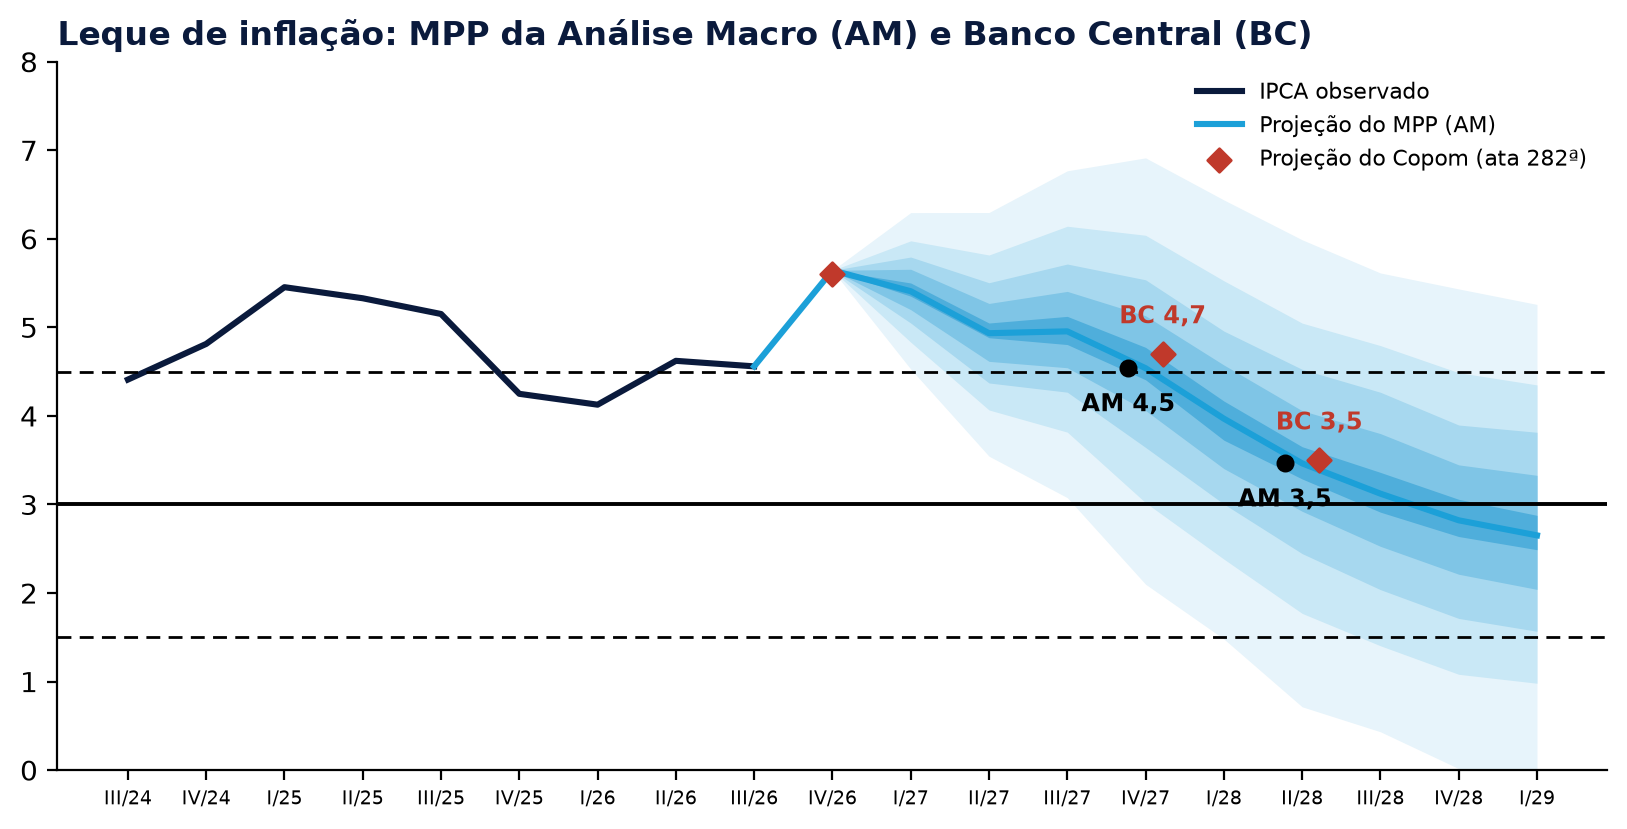 Leque de inflação: MPP da Análise Macro (AM) e Banco Central (BC)
IPCA observado
Projeção do MPP (AM)
Projeção do Copom (ata 282ª)
8
7
6
5
4
3
2
1
0
BC 4,7
AM 4,5
BC 3,5
AM 3,5
III/24 IV/24 I/25 II/25 III/25 IV/25 I/26 II/26 III/26 IV/26 I/27 II/27 III/27 IV/27 I/28 II/28 III/28 IV/28 I/29